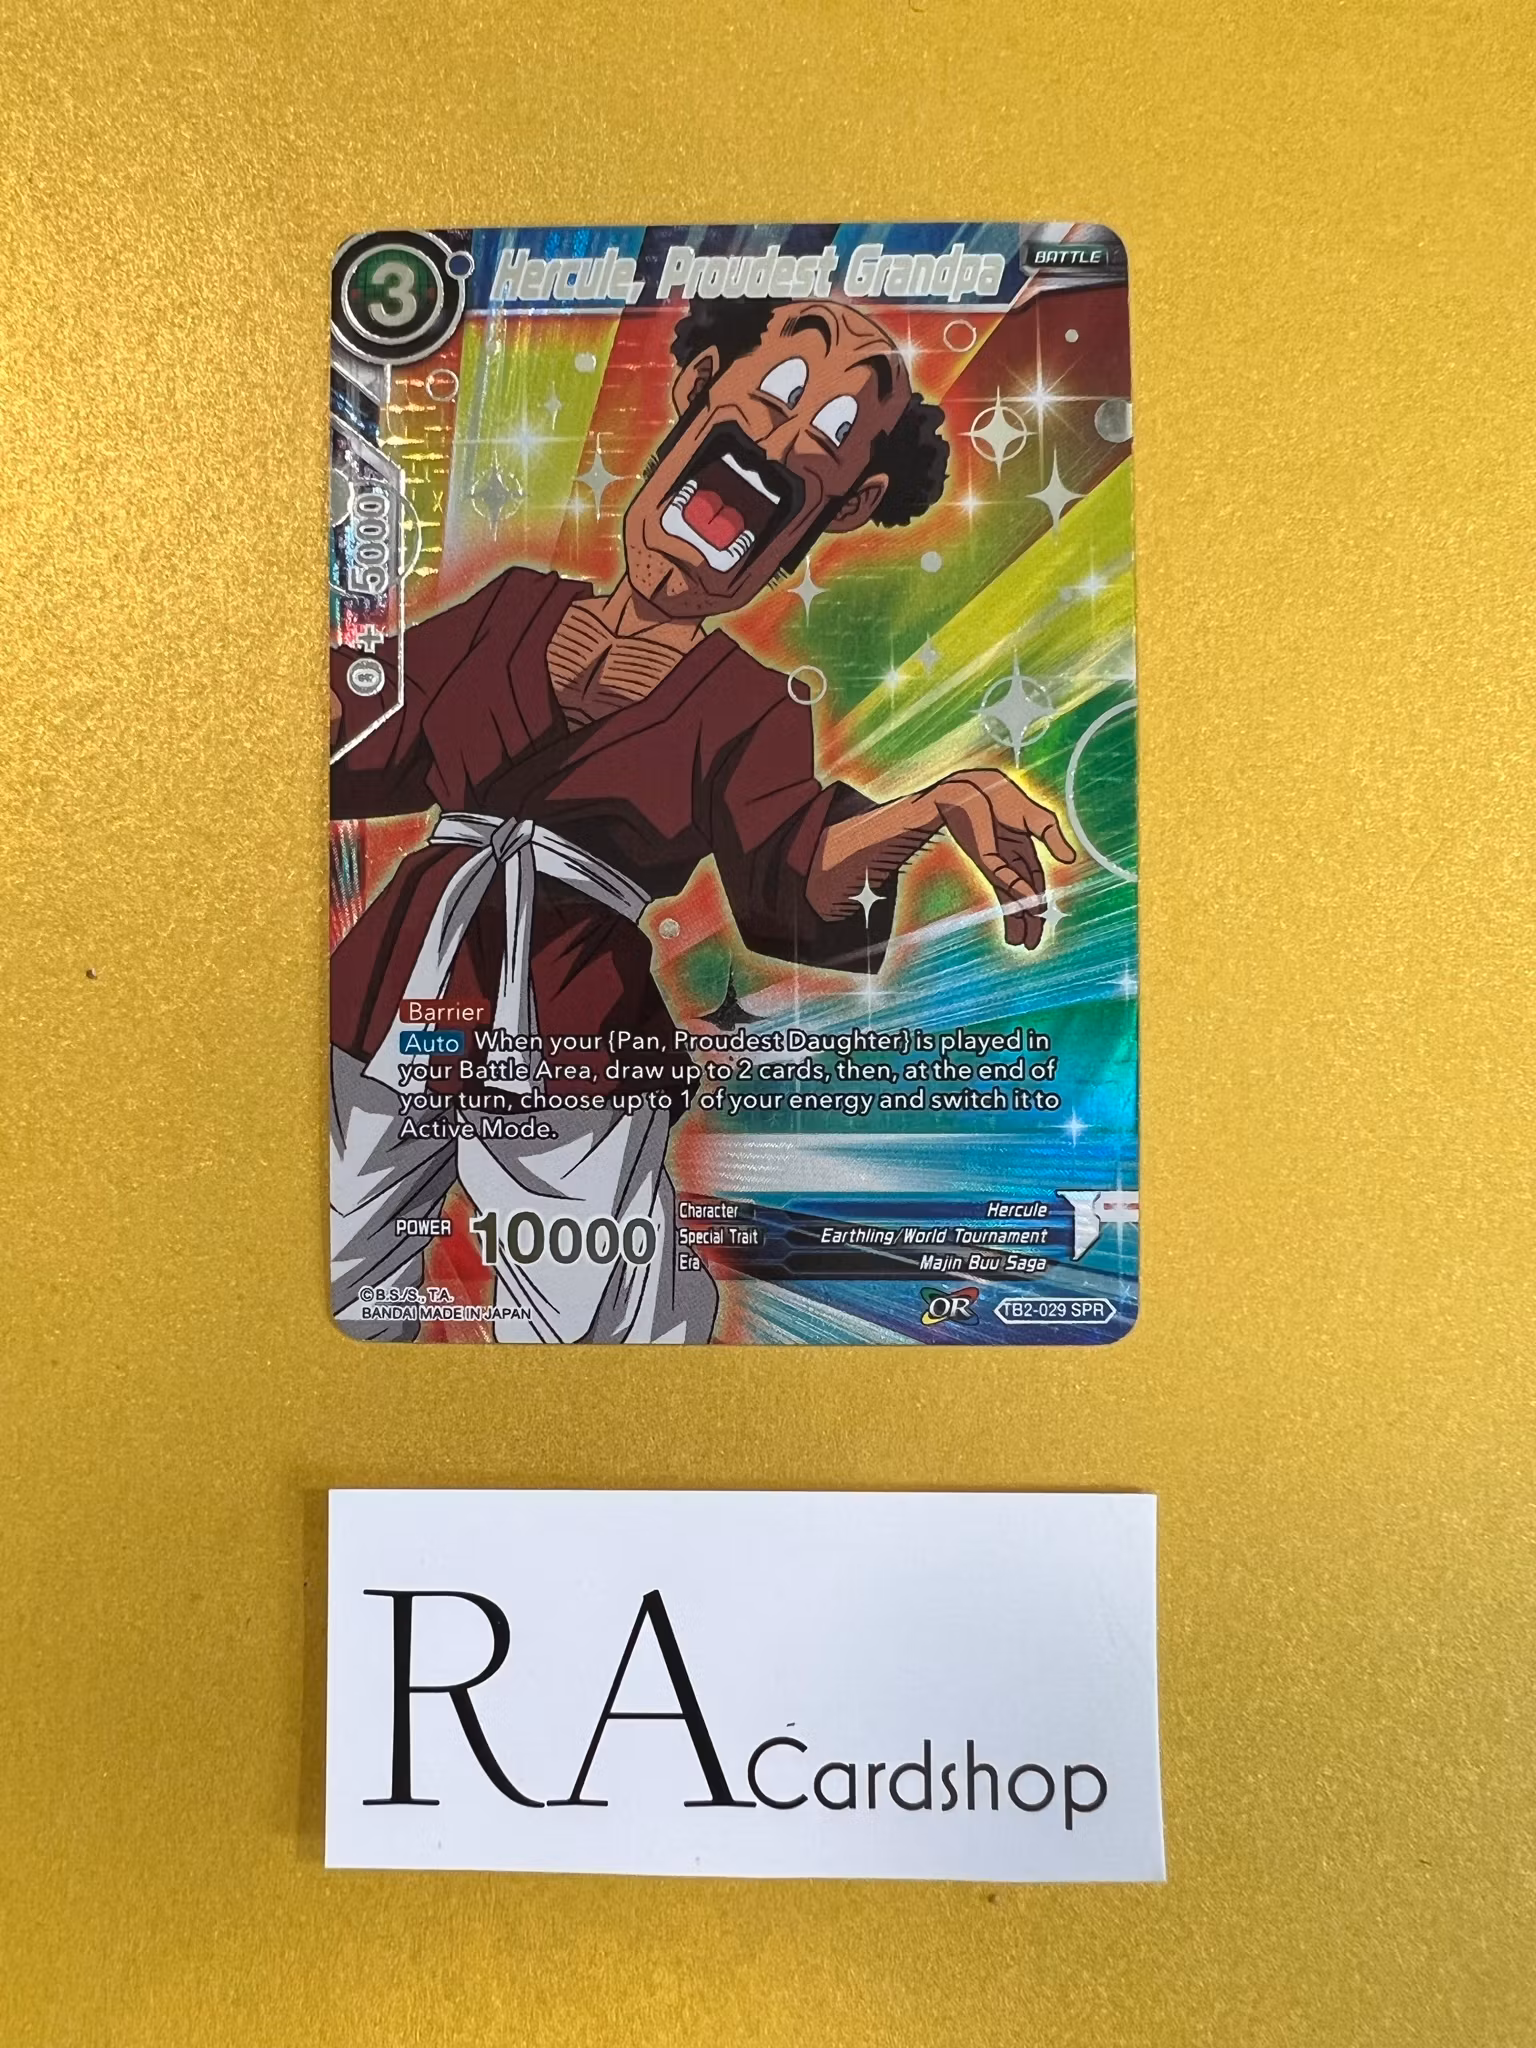 3
Hercule, Proudest Grandpa
BATTLE
0 + 5000
Barrier
Auto When your {Pan, Proudest Daughter} is played in
your Battle Area, draw up to 2 cards, then, at the end of
your turn, choose up to 1 of your energy and switch it to
Active Mode.
POWER 10000
Character Hercule
Special Trait Earthling/World Tournament
Era Majin Buu Saga
©B.S./S., T.A.
BANDAI MADE IN JAPAN
OR
TB2-029 SPR
RA Cardshop